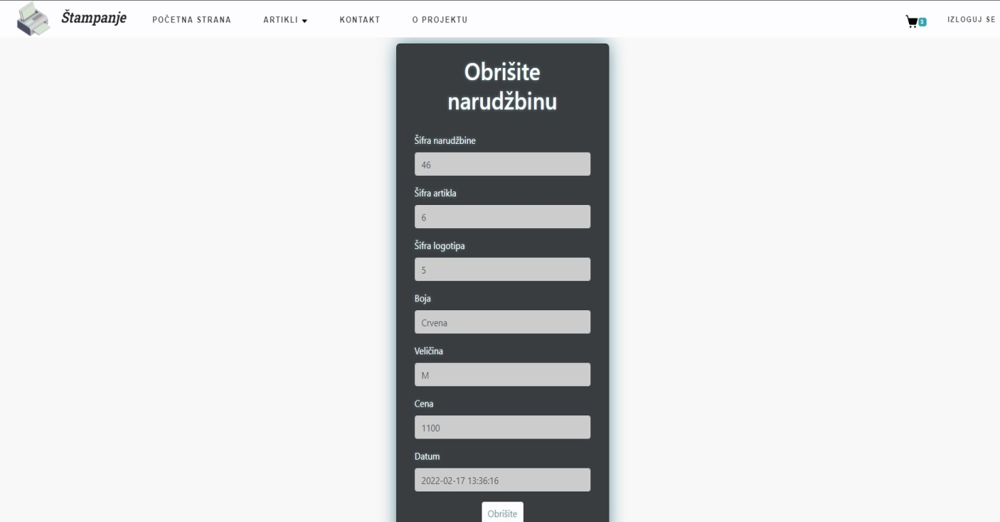 Štampanje
POČETNA STRANA
ARTIKLI
KONTAKT
O PROJEKTU
5
IZLOGUJ SE
Obrišite
narudžbinu
Šifra narudžbine
46
Šifra artikla
6
Šifra logotipa
5
Boja
Crvena
Veličina
M
Cena
1100
Datum
2022-02-17 13:36:16
Obrišite